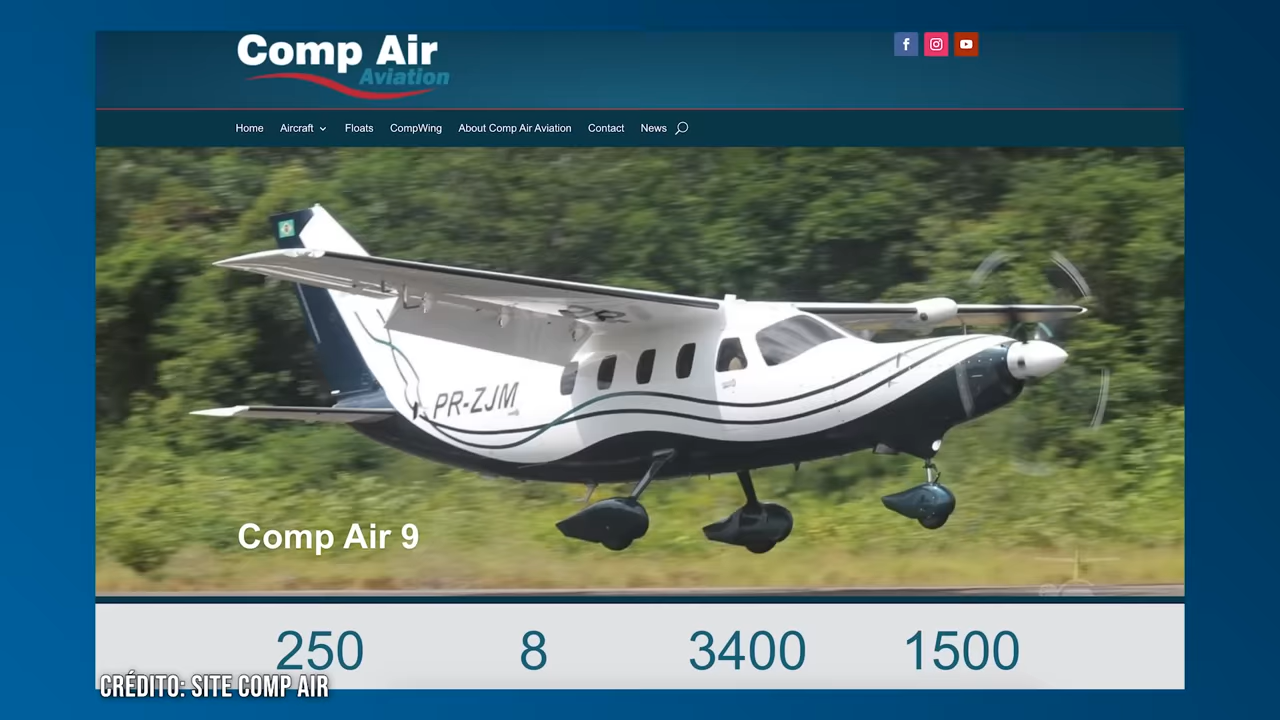 Comp Air
Aviation
Home Aircraft Floats CompWing About Comp Air Aviation Contact News
PR-ZJM
Comp Air 9
250 8 3400 1500
CRÉDITO: SITE COMP AIR